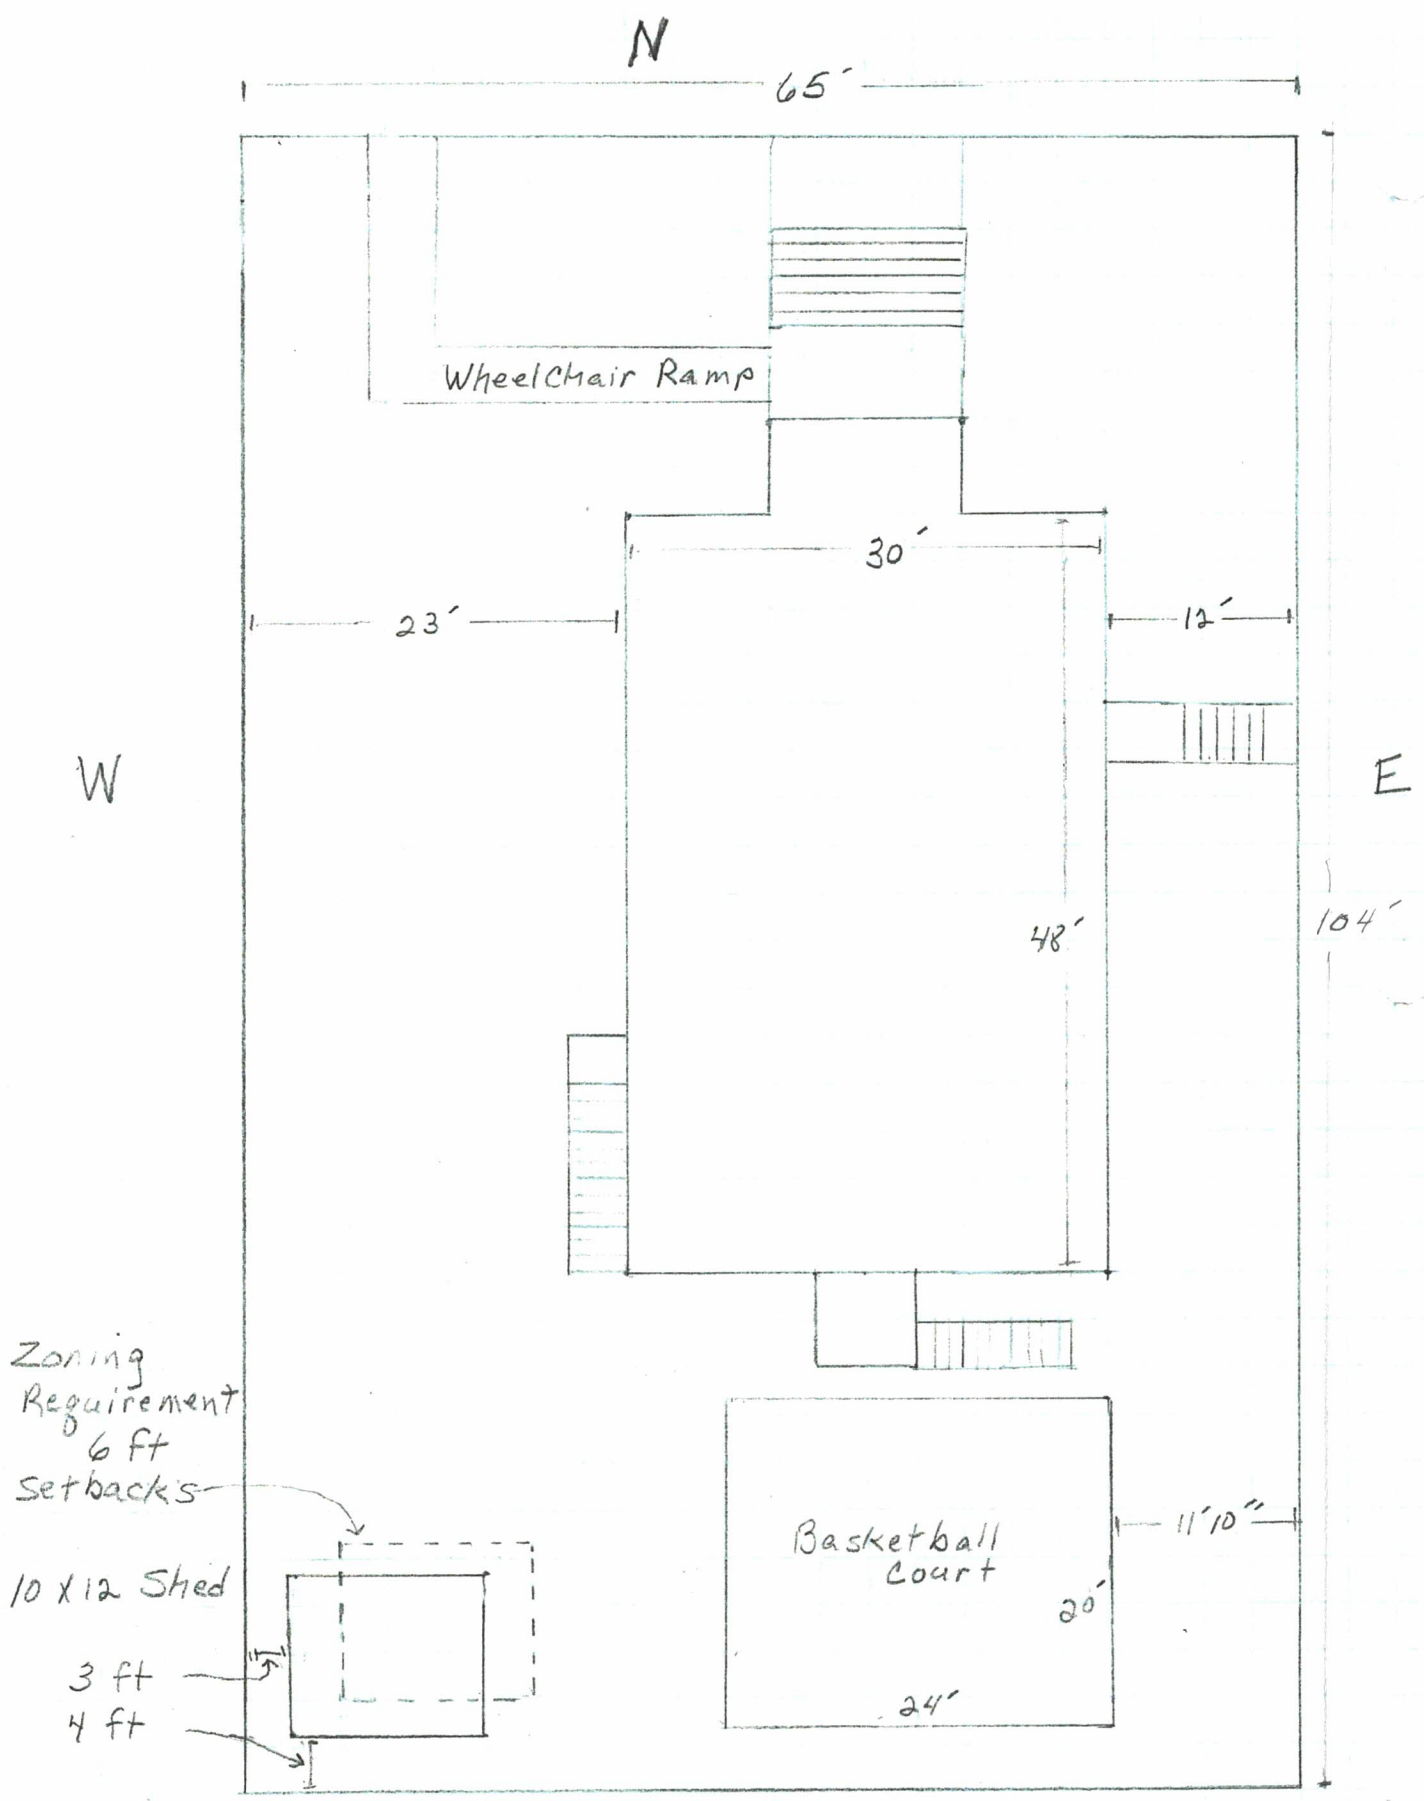 N
65´
WheelChair Ramp
30´
23´
12´
W
E
48´
104´
Zoning
Requirement
6 ft
setbacks
11´10˝
Basketball
Court
10 X 12 Shed
20´
3 ft
24´
4 ft